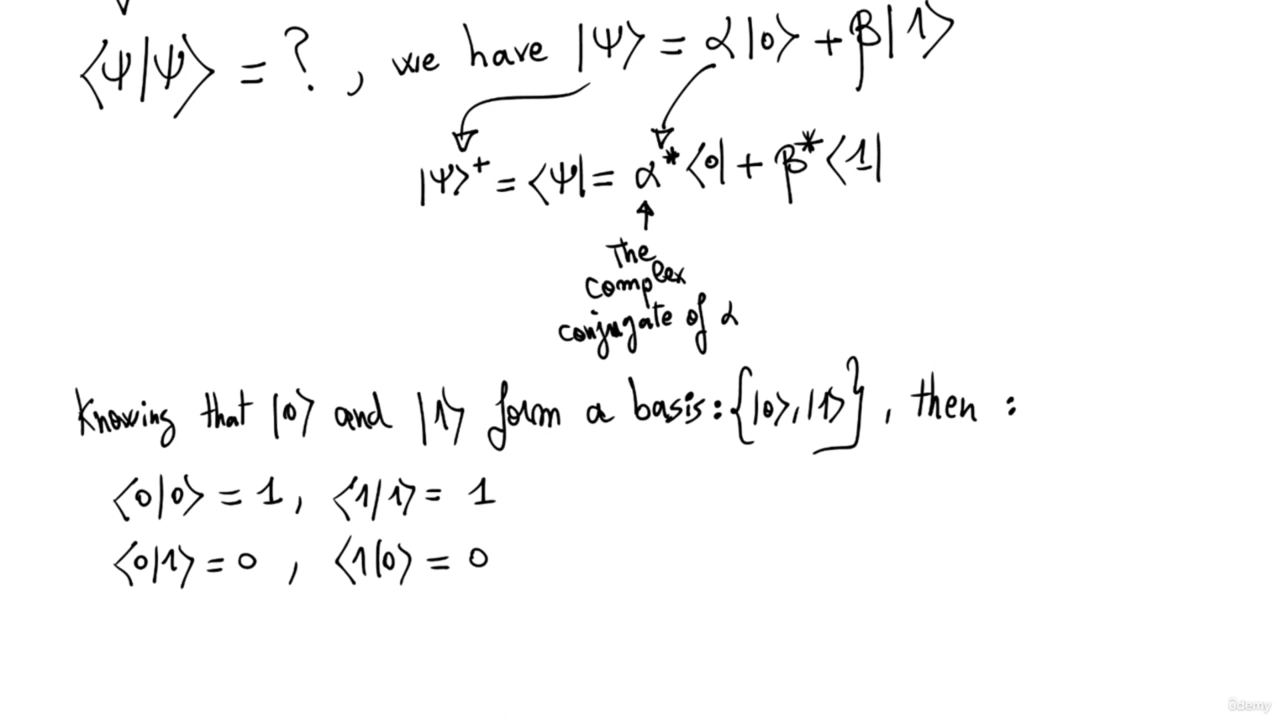 ⟨Ψ|Ψ⟩ = ? , we have |Ψ⟩ = α|0⟩ + β|1⟩
|Ψ⟩⁺ = ⟨Ψ| = α*⟨0| + β*⟨1|
The
complex
conjugate of α
Knowing that |0⟩ and |1⟩ form a basis: {|0⟩, |1⟩} , then :
⟨0|0⟩ = 1 , ⟨1|1⟩ = 1
⟨0|1⟩ = 0 , ⟨1|0⟩ = 0
ûdemy